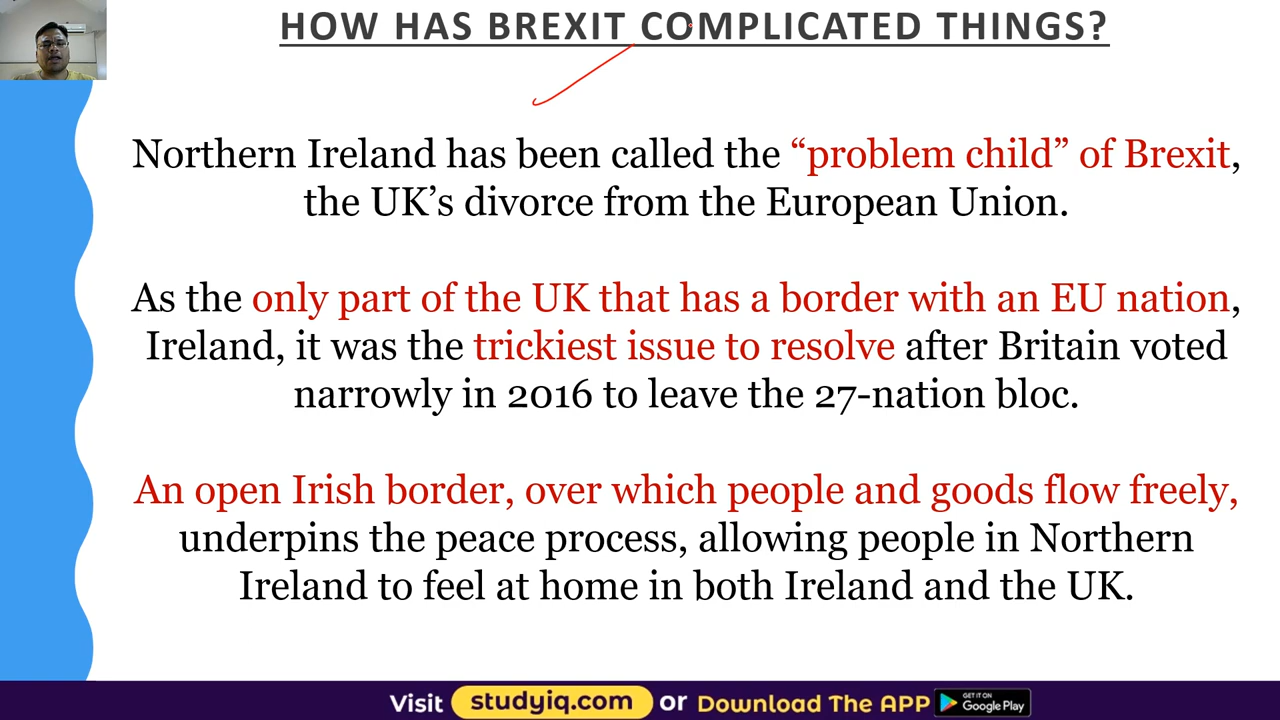 HOW HAS BREXIT COMPLICATED THINGS?
Northern Ireland has been called the “problem child” of Brexit,
the UK’s divorce from the European Union.
As the only part of the UK that has a border with an EU nation,
Ireland, it was the trickiest issue to resolve after Britain voted
narrowly in 2016 to leave the 27-nation bloc.
An open Irish border, over which people and goods flow freely,
underpins the peace process, allowing people in Northern
Ireland to feel at home in both Ireland and the UK.
Visit studyiq.com or Download The APP GET IT ON Google Play